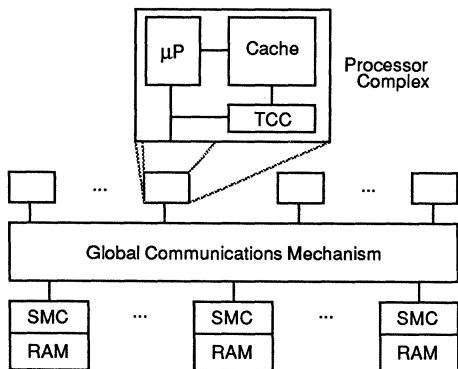 μP
Cache
TCC
Processor
Complex
...
...
Global Communications Mechanism
SMC
RAM
...
SMC
RAM
...
SMC
RAM